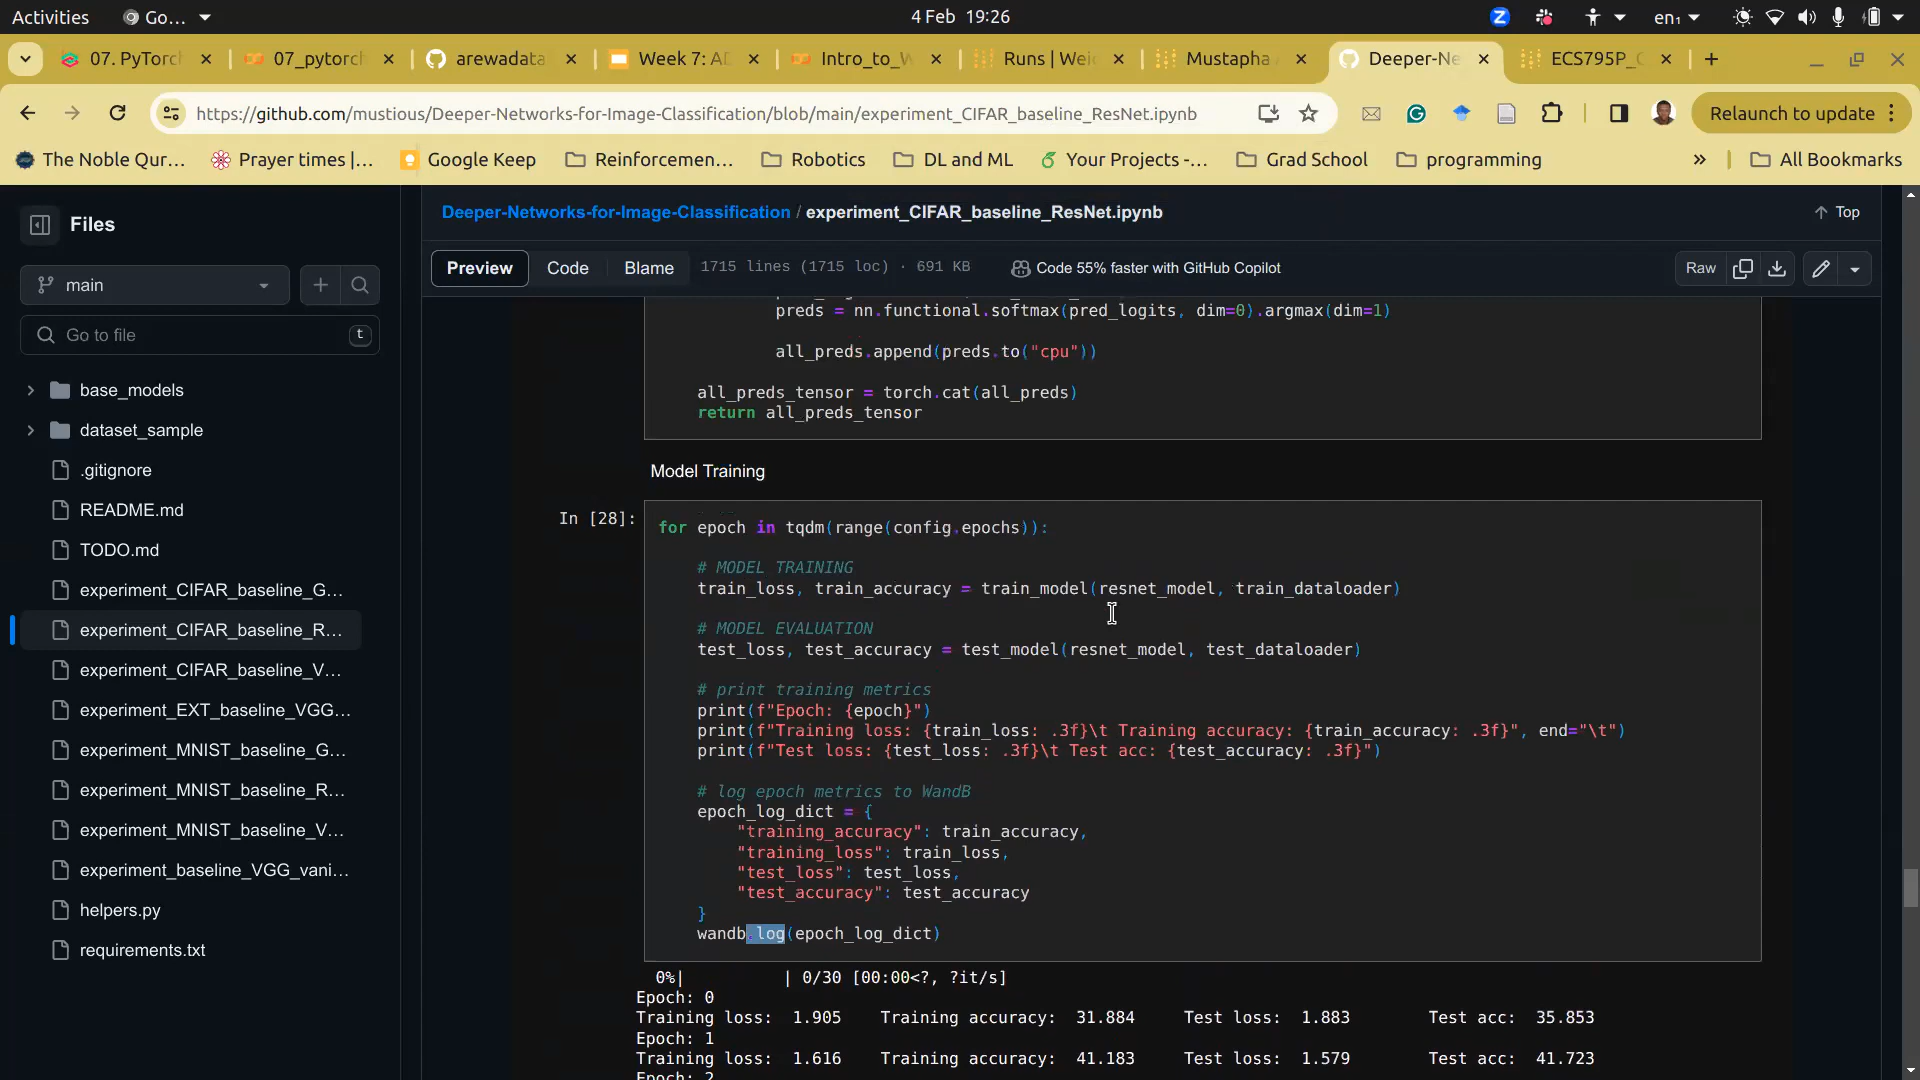 Activities
Go...
4 Feb 19:26
en₁
07. PyTorch
07_pytorch
arewadata
Week 7: AD
Intro_to_W
Runs | Wei
Mustapha
Deeper-Ne
ECS795P_C
https://github.com/mustious/Deeper-Networks-for-Image-Classification/blob/main/experiment_CIFAR_baseline_ResNet.ipynb
Relaunch to update
The Noble Qur...
Prayer times |...
Google Keep
Reinforcemen...
Robotics
DL and ML
Your Projects -...
Grad School
programming
»
All Bookmarks
Files
main
Go to file
t
base_models
dataset_sample
.gitignore
README.md
TODO.md
experiment_CIFAR_baseline_G...
experiment_CIFAR_baseline_R...
experiment_CIFAR_baseline_V...
experiment_EXT_baseline_VGG...
experiment_MNIST_baseline_G...
experiment_MNIST_baseline_R...
experiment_MNIST_baseline_V...
experiment_baseline_VGG_vani...
helpers.py
requirements.txt
Deeper-Networks-for-Image-Classification / experiment_CIFAR_baseline_ResNet.ipynb
Top
Preview
Code
Blame
1715 lines (1715 loc) · 691 KB
Code 55% faster with GitHub Copilot
Raw
preds = nn.functional.softmax(pred_logits, dim=0).argmax(dim=1)
all_preds.append(preds.to("cpu"))
all_preds_tensor = torch.cat(all_preds)
return all_preds_tensor
Model Training
In [28]:
for epoch in tqdm(range(config.epochs)):
# MODEL TRAINING
train_loss, train_accuracy = train_model(resnet_model, train_dataloader)
# MODEL EVALUATION
test_loss, test_accuracy = test_model(resnet_model, test_dataloader)
# print training metrics
print(f"Epoch: {epoch}")
print(f"Training loss: {train_loss: .3f}\t Training accuracy: {train_accuracy: .3f}", end="\t")
print(f"Test loss: {test_loss: .3f}\t Test acc: {test_accuracy: .3f}")
# log epoch metrics to WandB
epoch_log_dict = {
"training_accuracy": train_accuracy,
"training_loss": train_loss,
"test_loss": test_loss,
"test_accuracy": test_accuracy
}
wandb.log(epoch_log_dict)
0%| | 0/30 [00:00<?, ?it/s]
Epoch: 0
Training loss: 1.905 Training accuracy: 31.884 Test loss: 1.883 Test acc: 35.853
Epoch: 1
Training loss: 1.616 Training accuracy: 41.183 Test loss: 1.579 Test acc: 41.723
Epoch: 2